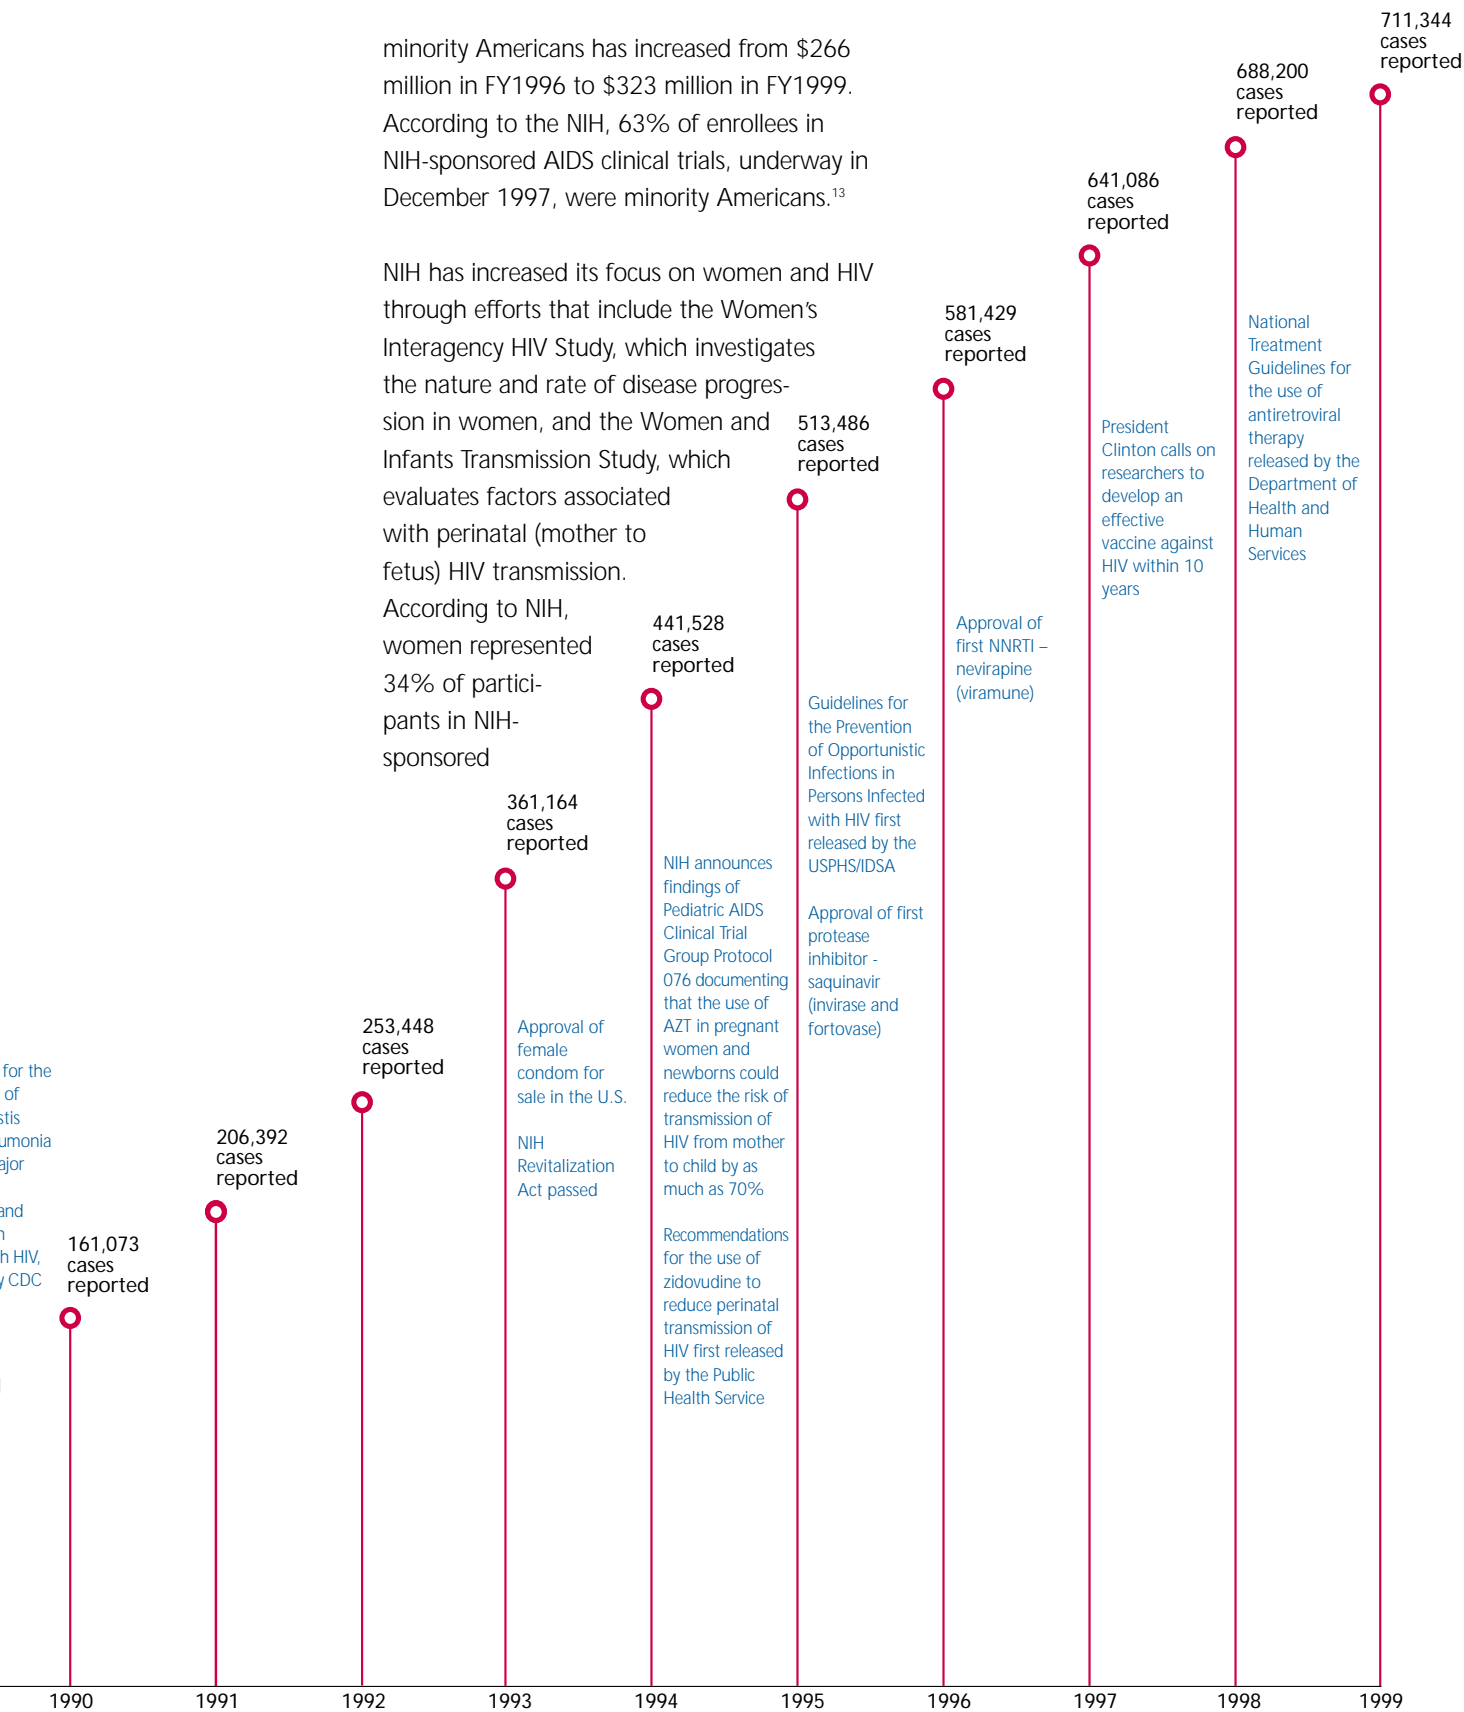 minority Americans has increased from $266
million in FY1996 to $323 million in FY1999.
According to the NIH, 63% of enrollees in
NIH-sponsored AIDS clinical trials, underway in
December 1997, were minority Americans.13
NIH has increased its focus on women and HIV
through efforts that include the Women's
Interagency HIV Study, which investigates
the nature and rate of disease progres-
sion in women, and the Women and
Infants Transmission Study, which
evaluates factors associated
with perinatal (mother to
fetus) HIV transmission.
According to NIH,
women represented
34% of partici-
pants in NIH-
sponsored
for the
of
stis
umonia
ajor
and
n
h HIV,
y CDC
161,073
cases
reported
206,392
cases
reported
253,448
cases
reported
361,164
cases
reported
Approval of
female
condom for
sale in the U.S.
NIH
Revitalization
Act passed
441,528
cases
reported
NIH announces
findings of
Pediatric AIDS
Clinical Trial
Group Protocol
076 documenting
that the use of
AZT in pregnant
women and
newborns could
reduce the risk of
transmission of
HIV from mother
to child by as
much as 70%
Recommendations
for the use of
zidovudine to
reduce perinatal
transmission of
HIV first released
by the Public
Health Service
513,486
cases
reported
Guidelines for
the Prevention
of Opportunistic
Infections in
Persons Infected
with HIV first
released by the
USPHS/IDSA
Approval of first
protease
inhibitor -
saquinavir
(invirase and
fortovase)
581,429
cases
reported
Approval of
first NNRTI –
nevirapine
(viramune)
641,086
cases
reported
President
Clinton calls on
researchers to
develop an
effective
vaccine against
HIV within 10
years
688,200
cases
reported
National
Treatment
Guidelines for
the use of
antiretroviral
therapy
released by the
Department of
Health and
Human
Services
711,344
cases
reported
1990 1991 1992 1993 1994 1995 1996 1997 1998 1999